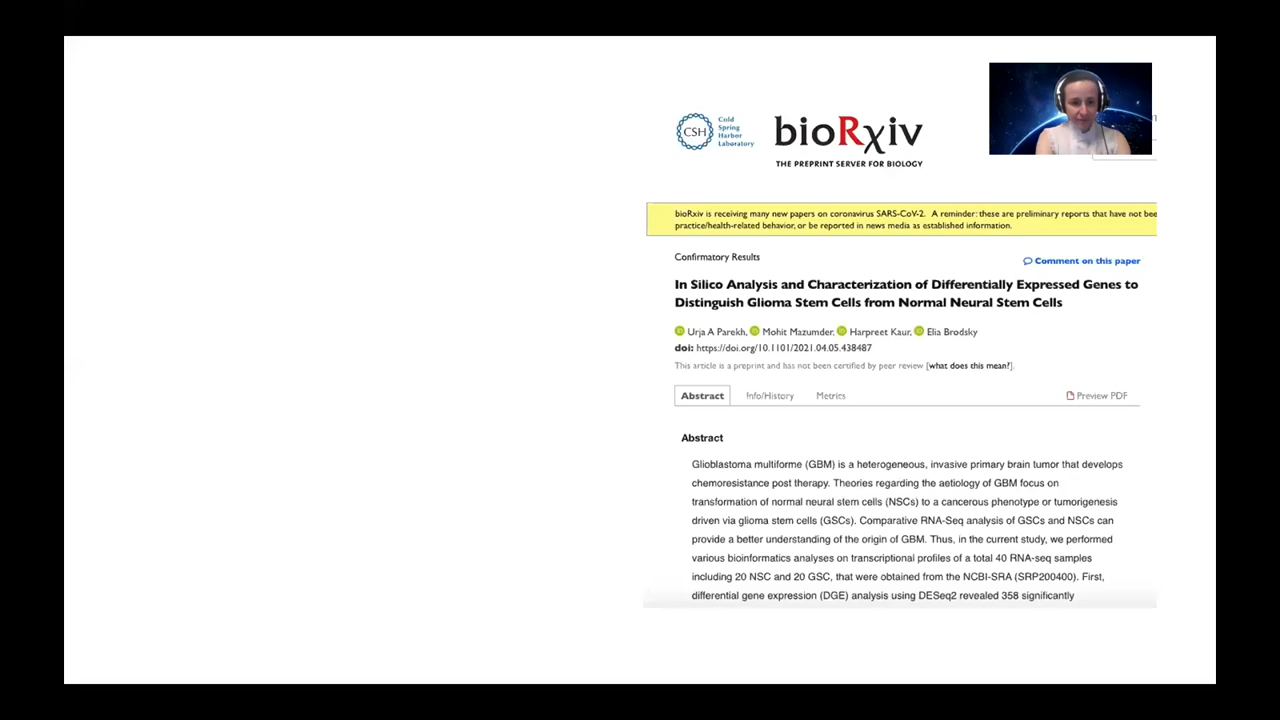 CSH
Cold
Spring
Harbor
Laboratory
bioRxiv
THE PREPRINT SERVER FOR BIOLOGY
bioRxiv is receiving many new papers on coronavirus SARS-CoV-2. A reminder: these are preliminary reports that have not bee
practice/health-related behavior, or be reported in news media as established information.
Confirmatory Results
Comment on this paper
In Silico Analysis and Characterization of Differentially Expressed Genes to
Distinguish Glioma Stem Cells from Normal Neural Stem Cells
Urja A Parekh, Mohit Mazumder, Harpreet Kaur, Elia Brodsky
doi: https://doi.org/10.1101/2021.04.05.438487
This article is a preprint and has not been certified by peer review [what does this mean?].
Abstract Info/History Metrics Preview PDF
Abstract
Glioblastoma multiforme (GBM) is a heterogeneous, invasive primary brain tumor that develops
chemoresistance post therapy. Theories regarding the aetiology of GBM focus on
transformation of normal neural stem cells (NSCs) to a cancerous phenotype or tumorigenesis
driven via glioma stem cells (GSCs). Comparative RNA-Seq analysis of GSCs and NSCs can
provide a better understanding of the origin of GBM. Thus, in the current study, we performed
various bioinformatics analyses on transcriptional profiles of a total 40 RNA-seq samples
including 20 NSC and 20 GSC, that were obtained from the NCBI-SRA (SRP200400). First,
differential gene expression (DGE) analysis using DESeq2 revealed 358 significantly